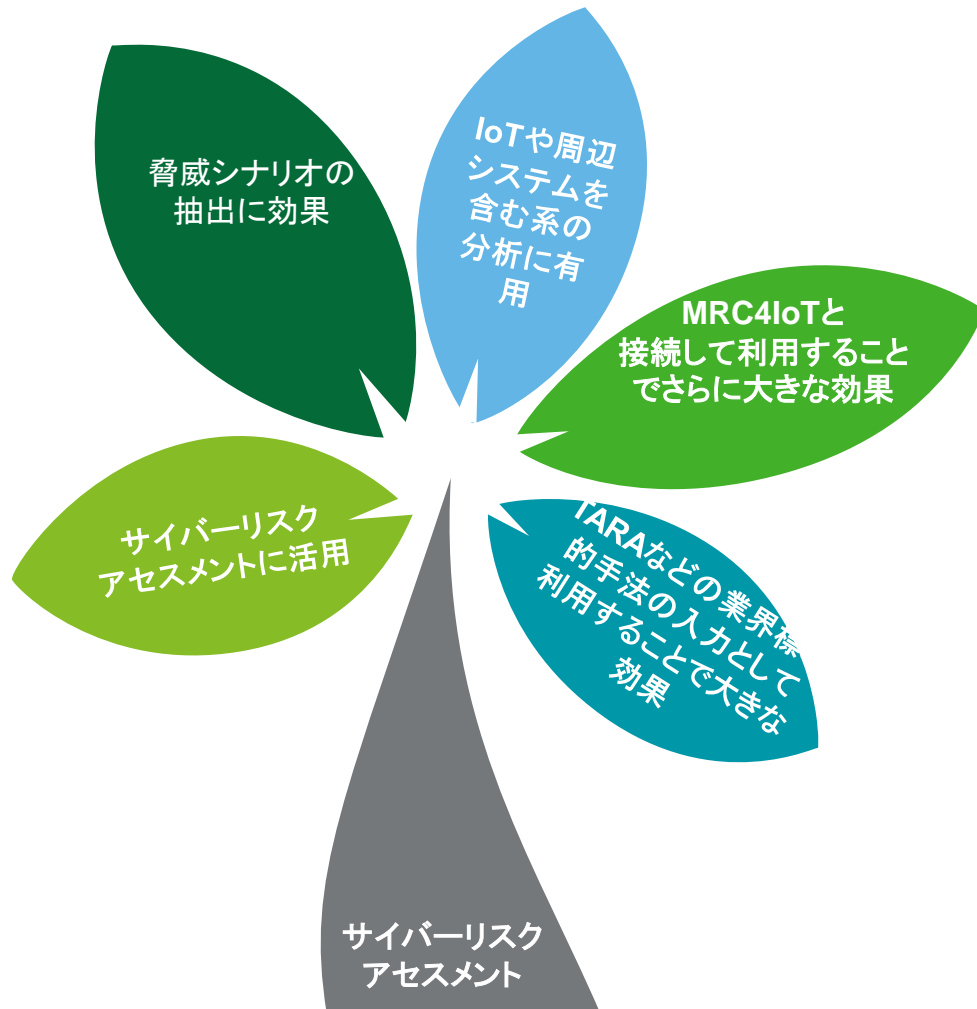 脅威シナリオの
抽出に効果
IoTや周辺
システムを
含む系の
分析に有
用
MRC4IoTと
接続して利用すること
でさらに大きな効果
サイバーリスク
アセスメントに活用
TARAなどの業界標
的手法の入力として
利用することで大きな
効果
サイバーリスク
アセスメント